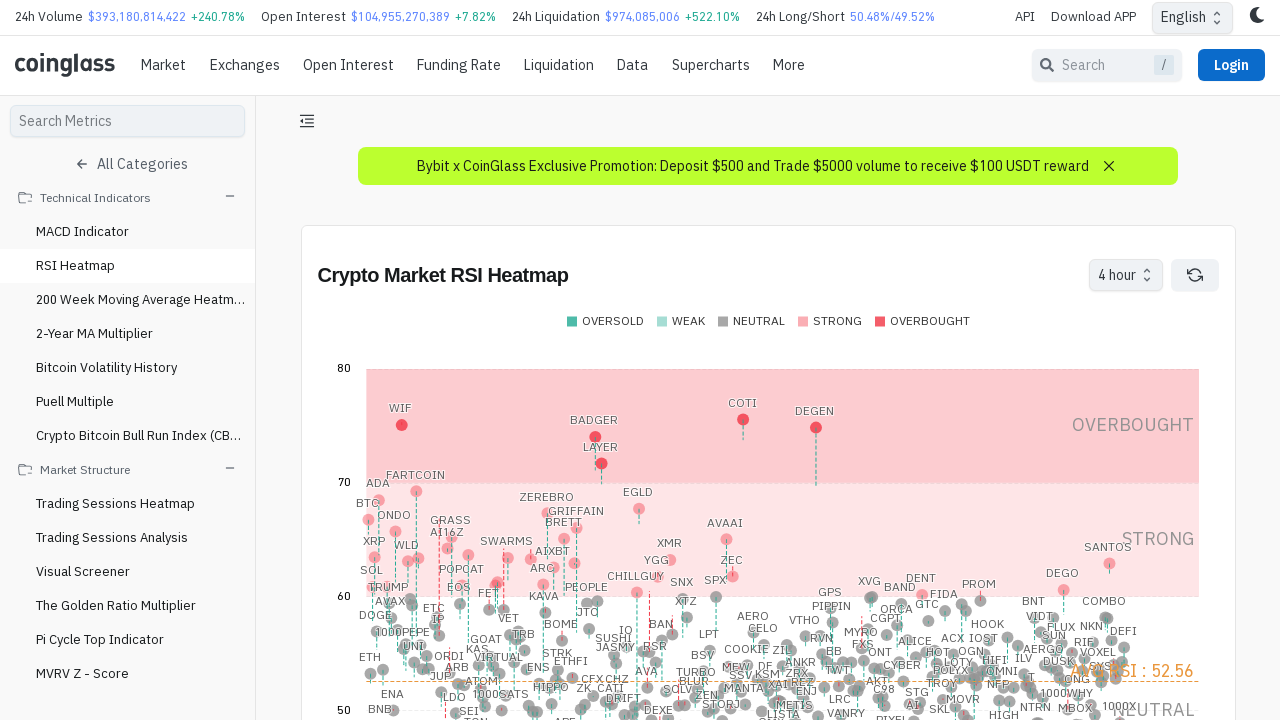 24h Volume $393,180,814,422 +240.78% Open Interest $104,955,270,389 +7.82% 24h Liquidation $974,085,006 +522.10% 24h Long/Short 50.48%/49.52% API Download APP English
coinglass Market Exchanges Open Interest Funding Rate Liquidation Data Supercharts More Search / Login
Search Metrics
All Categories
Technical Indicators
MACD Indicator
RSI Heatmap
200 Week Moving Average Heatm...
2-Year MA Multiplier
Bitcoin Volatility History
Puell Multiple
Crypto Bitcoin Bull Run Index (CB...
Market Structure
Trading Sessions Heatmap
Trading Sessions Analysis
Visual Screener
The Golden Ratio Multiplier
Pi Cycle Top Indicator
MVRV Z - Score
Bybit x CoinGlass Exclusive Promotion: Deposit $500 and Trade $5000 volume to receive $100 USDT reward
Crypto Market RSI Heatmap
4 hour
OVERSOLD WEAK NEUTRAL STRONG OVERBOUGHT
80
COTI
WIF DEGEN
BADGER OVERBOUGHT
LAYER
FARTCOIN
70 ADA
EGLD
ZEREBRO
BTC
GRIFFAIN
ONDO
GRASS BRETT AVAAI
AI16Z
STRONG
XRP SWARMS XMR
WLD SANTOS
AIXBT
YGG ZEC
SOL POPCAT ARC
CHILLGUY DEGO
SNX SPX XVG DENT
TRUMP EOS PEOPLE BAND PROM
FET GPS FIDA
60 KAVA
AVAX XTZ BNT COMBO
ETC JTO PIPPIN ORCA GTC
DOGE IP VET AERO VIDT
BOME BAN VTHO CGPT HOOK FLUX NKN
1000PEPE TRB IO LPT CELO MYRO DEFI
GOAT SUSHI RVN ALICE ACX IOST SUN
UNI KAS JASMY RSR COOKIE ZIL FXS RIF
ETH ORDI VIRTUAL STRK BSV BB ONT HOT OGN AERGO VOXEL
ARB ENS ETHFI MEW DF ANKR CYBER LOTY HIFI ILV DUSK
JUP AVA TURBO SSV KSM ZRX TWT POLYX OMNI AVG RSI : 52.56
ATOM CFX CHZ BLUR REZ AKT TROY NFP
ENA LDO 1000SATS HIPPO ZK CATI SOLV MANTA ENJ C98 STG 1000WHY
DRIFT ZEN LRC MOVR
BNB SEI DEXE STORJ METIS AI SKL NTRN MBOX 1000X
50 LISTA VANRY HIGH NEUTRAL